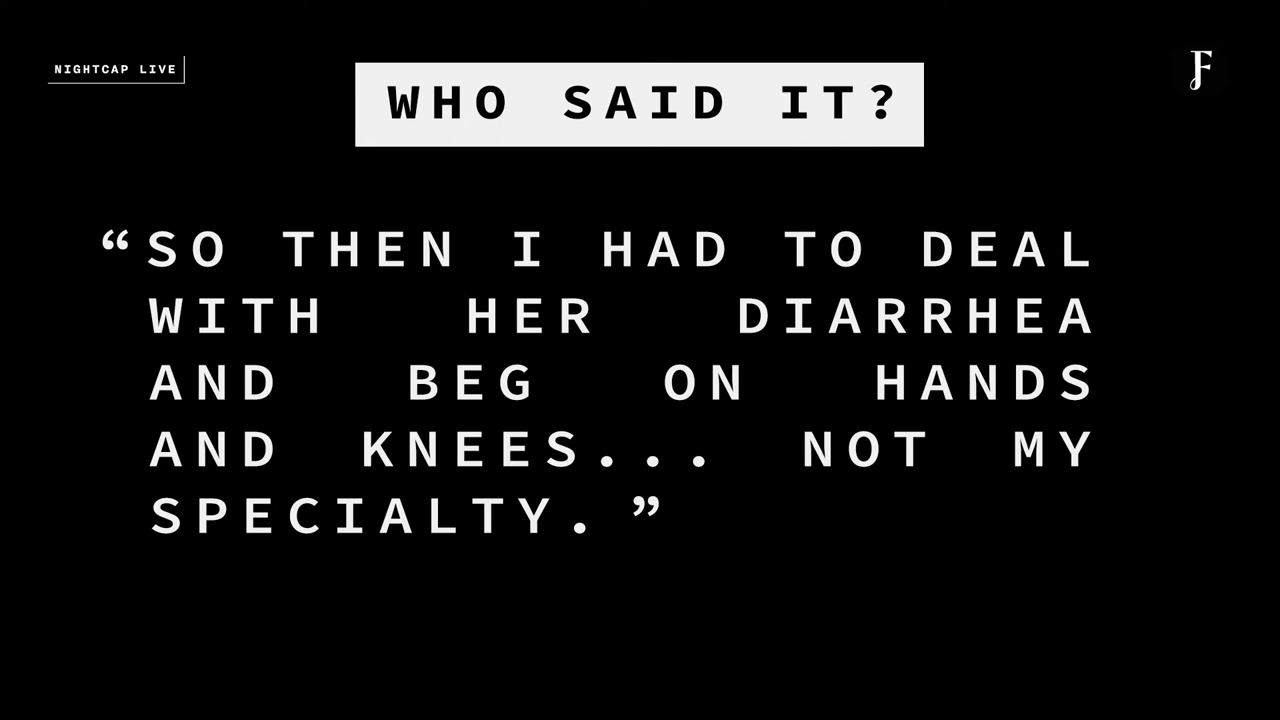 NIGHTCAP LIVE
F
WHO SAID IT?
“SO THEN I HAD TO DEAL
WITH HER DIARRHEA
AND BEG ON HANDS
AND KNEES... NOT MY
SPECIALTY.”